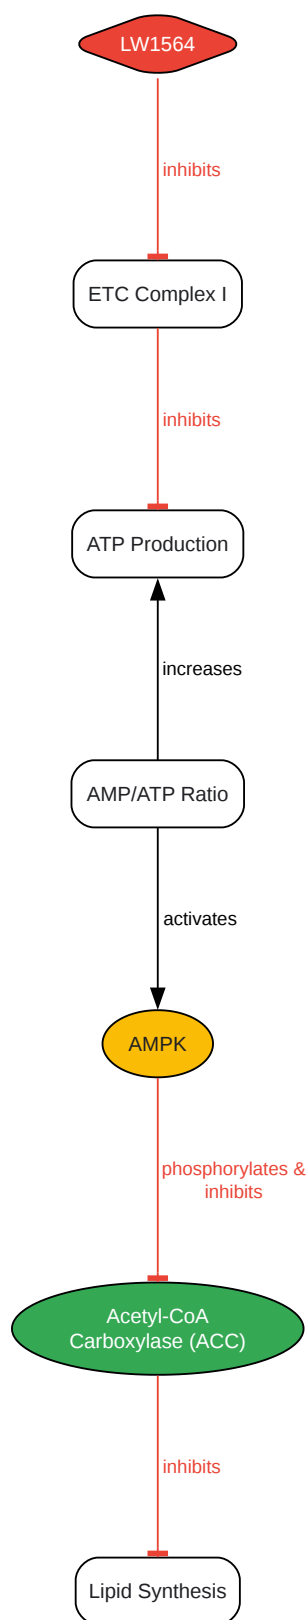 LW1564
inhibits
ETC Complex I
inhibits
ATP Production
increases
AMP/ATP Ratio
activates
AMPK
phosphorylates &
inhibits
Acetyl-CoA
Carboxylase (ACC)
inhibits
Lipid Synthesis